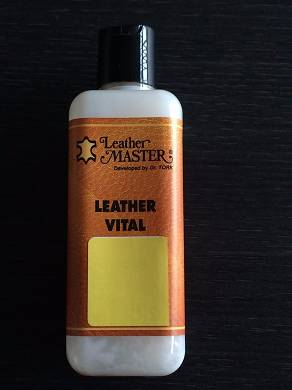 Leather
MASTER®
Developed by Dr. TORK
LEATHER
VITAL